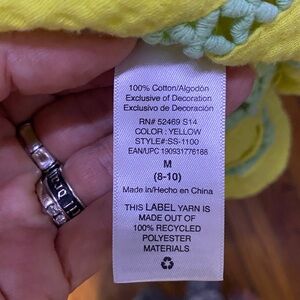 100% Cotton/Algodón
Exclusive of Decoration
Exclusivo de Decoración
RN# 52469 S14
COLOR : YELLOW
STYLE#:SS-1100
EAN/UPC 190931776188
M
(8-10)
Made in/Hecho en China
THIS LABEL YARN IS
MADE OUT OF
100% RECYCLED
POLYESTER
MATERIALS